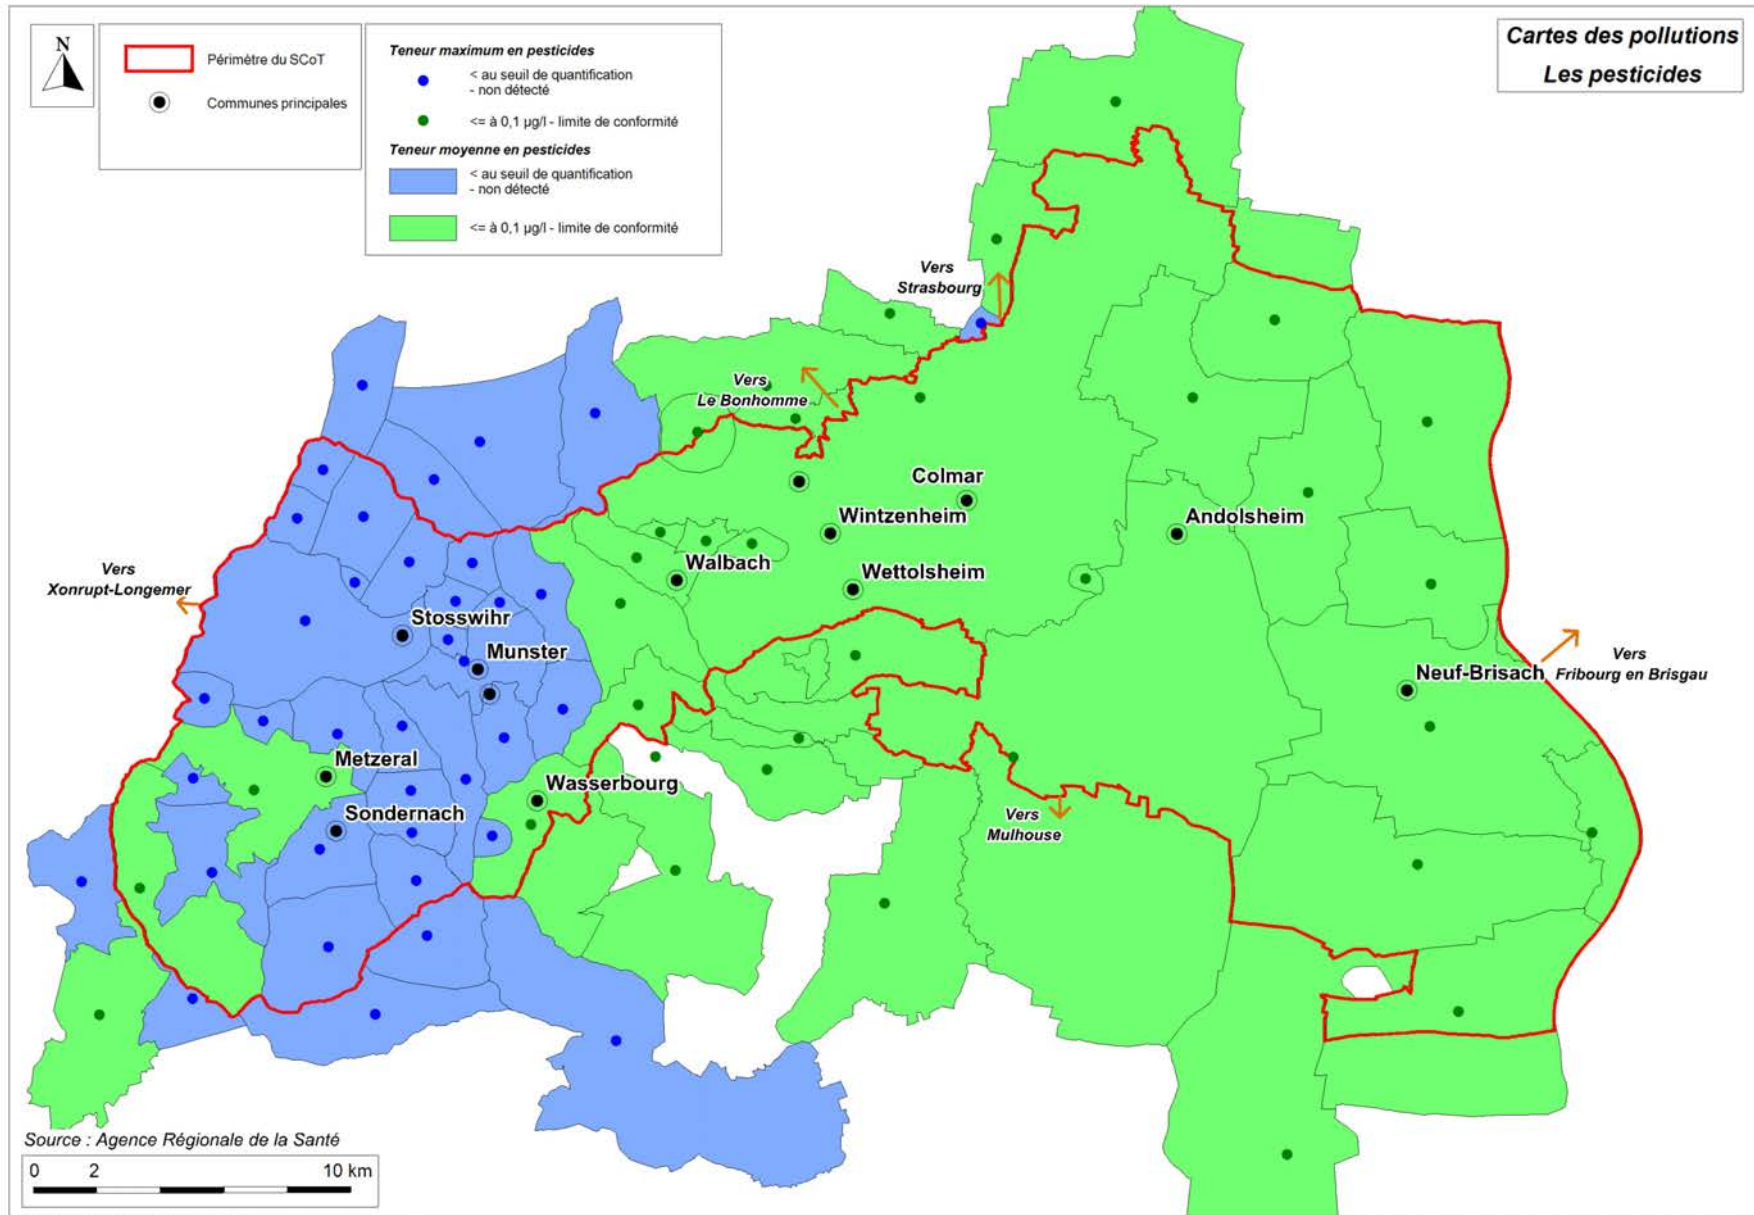 Cartes des pollutions
Les pesticides
N
Périmètre du SCoT
Communes principales
Teneur maximum en pesticides
< au seuil de quantification
- non détecté
<= à 0,1 µg/l - limite de conformité
Teneur moyenne en pesticides
< au seuil de quantification
- non détecté
<= à 0,1 µg/l - limite de conformité
Vers
Strasbourg
Vers
Le Bonhomme
Colmar
Wintzenheim
Andolsheim
Walbach
Wettolsheim
Vers
Xonrupt-Longemer
Stosswihr
Munster
Vers
Fribourg en Brisgau
Neuf-Brisach
Metzeral
Wasserbourg
Sondernach
Vers
Mulhouse
Source : Agence Régionale de la Santé
0 2 10 km